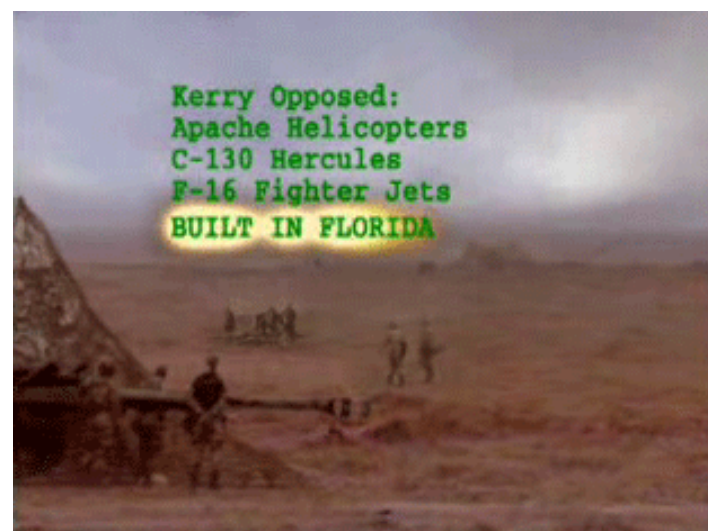 Kerry Opposed:
Apache Helicopters
C-130 Hercules
F-16 Fighter Jets
BUILT IN FLORIDA